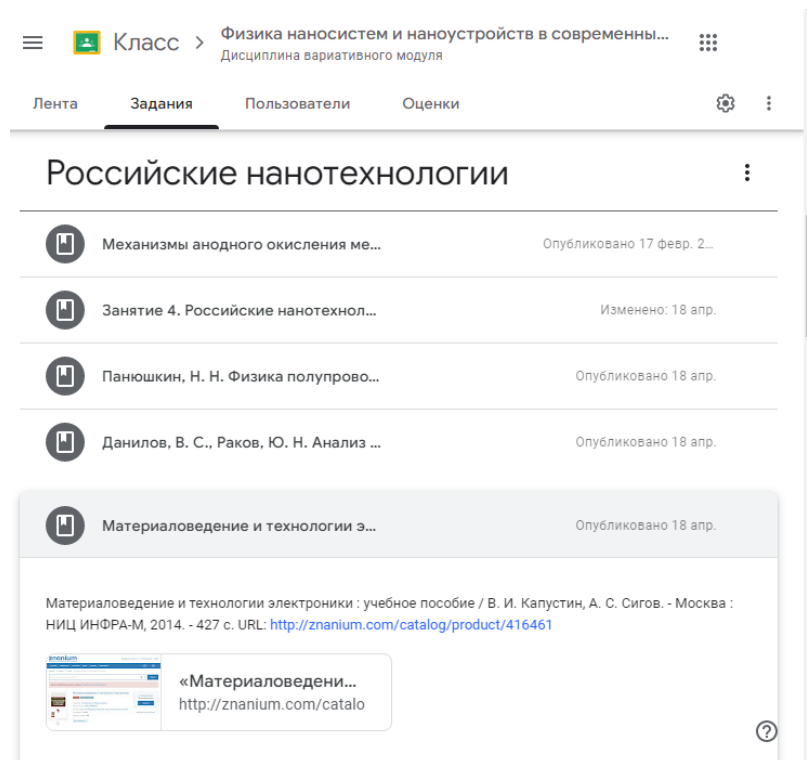 Класс > Физика наносистем и наноустройств в современны...
Дисциплина вариативного модуля
Лента Задания Пользователи Оценки
Российские нанотехнологии
Механизмы анодного окисления ме... Опубликовано 17 февр. 2...
Занятие 4. Российские нанотехнол... Изменено: 18 апр.
Панюшкин, Н. Н. Физика полупрово... Опубликовано 18 апр.
Данилов, В. С., Раков, Ю. Н. Анализ ... Опубликовано 18 апр.
Материаловедение и технологии э... Опубликовано 18 апр.
Материаловедение и технологии электроники : учебное пособие / В. И. Капустин, А. С. Сигов. - Москва :
НИЦ ИНФРА-М, 2014. - 427 с. URL: http://znanium.com/catalog/product/416461
znanium
«Материаловедени...
http://znanium.com/catalo